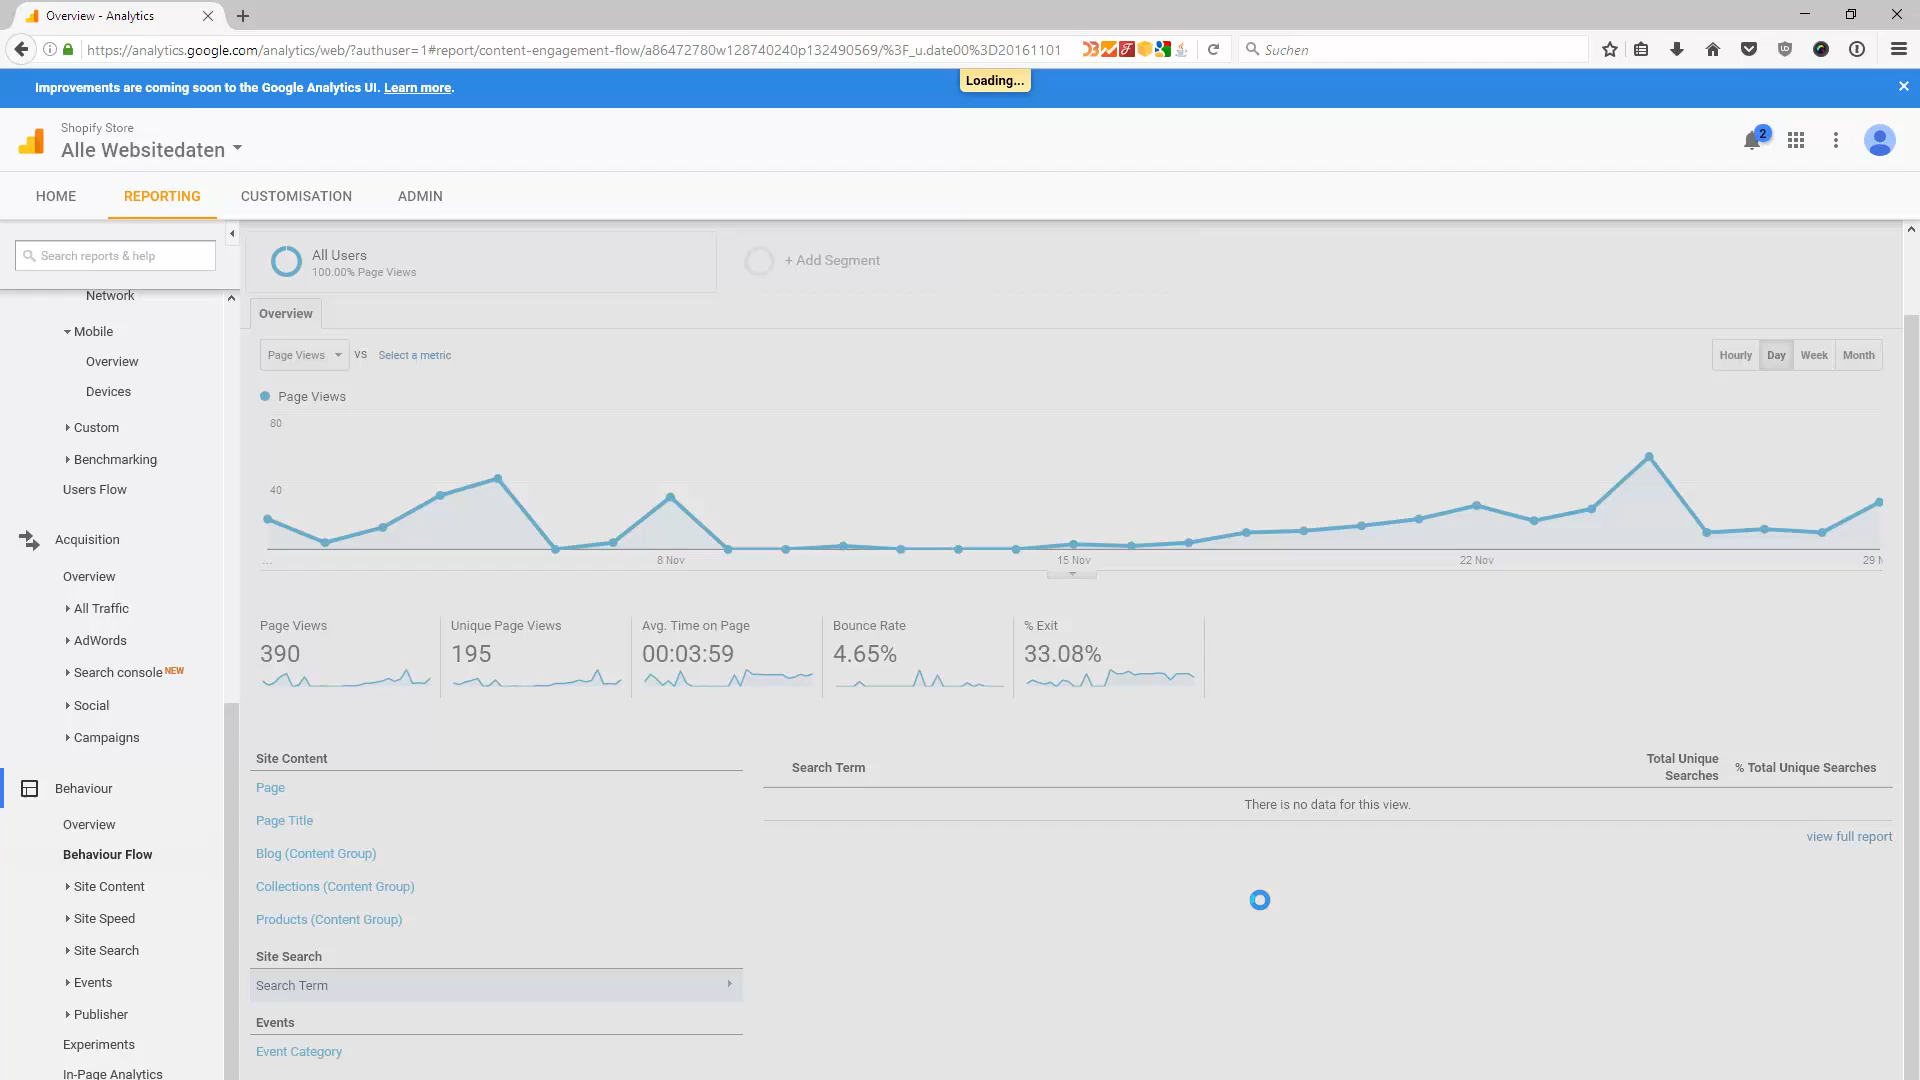 Overview - Analytics
https://analytics.google.com/analytics/web/?authuser=1#report/content-engagement-flow/a86472780w128740240p132490569/%3F_u.date00%3D20161101
Suchen
Improvements are coming soon to the Google Analytics UI. Learn more.
Loading...
Shopify Store
Alle Websitedaten
2
HOME
REPORTING
CUSTOMISATION
ADMIN
Search reports & help
Network
Mobile
Overview
Devices
Custom
Benchmarking
Users Flow
Acquisition
Overview
All Traffic
AdWords
Search console NEW
Social
Campaigns
Behaviour
Overview
Behaviour Flow
Site Content
Site Speed
Site Search
Events
Publisher
Experiments
In-Page Analytics
All Users
100.00% Page Views
+ Add Segment
Overview
Page Views
VS
Select a metric
Hourly
Day
Week
Month
Page Views
80
40
...
8 Nov
15 Nov
22 Nov
29 N
Page Views
390
Unique Page Views
195
Avg. Time on Page
00:03:59
Bounce Rate
4.65%
% Exit
33.08%
Site Content
Page
Page Title
Blog (Content Group)
Collections (Content Group)
Products (Content Group)
Site Search
Search Term
Events
Event Category
Search Term
Total Unique
Searches
% Total Unique Searches
There is no data for this view.
view full report